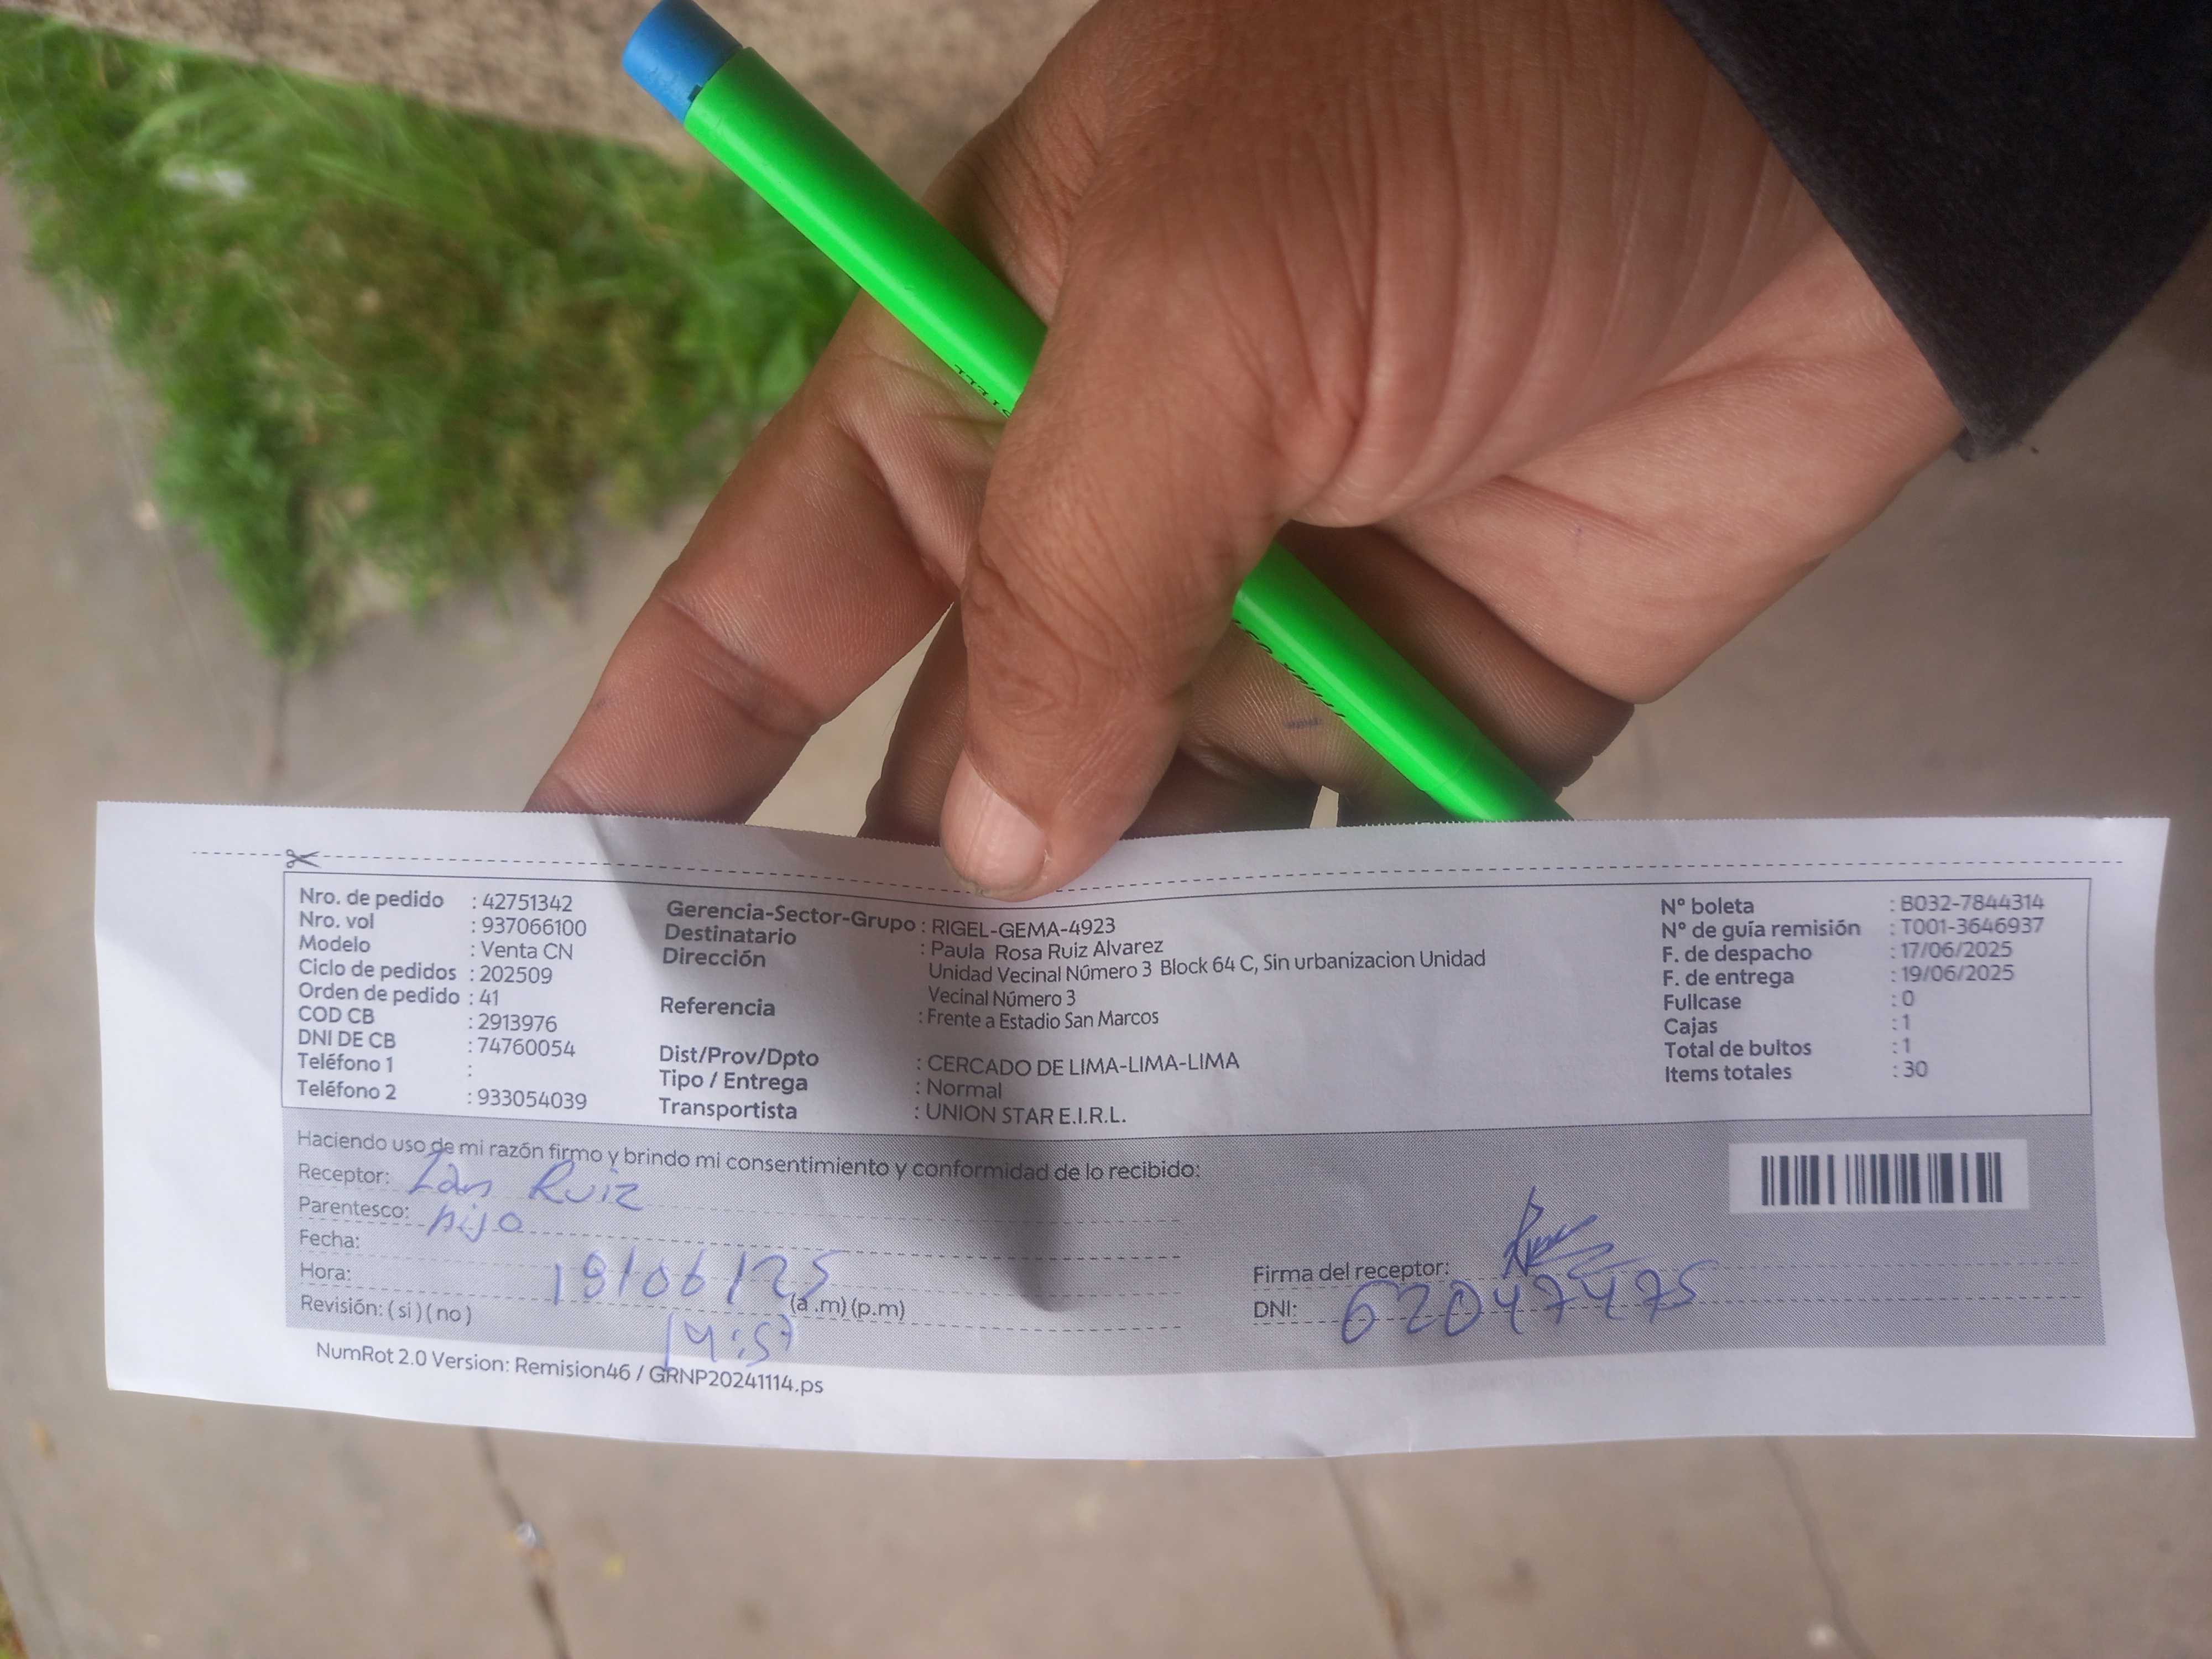 Nro. de pedido : 42751342
Nro. vol : 937066100
Modelo : Venta CN
Ciclo de pedidos : 202509
Orden de pedido : 41
COD CB : 2913976
DNI DE CB : 74760054
Teléfono 1 :
Teléfono 2 : 933054039
Gerencia-Sector-Grupo : RIGEL-GEMA-4923
Destinatario : Paula Rosa Ruiz Alvarez
Dirección Unidad Vecinal Número 3 Block 64 C, Sin urbanizacion Unidad
Vecinal Número 3
Referencia : Frente a Estadio San Marcos
Dist/Prov/Dpto : CERCADO DE LIMA-LIMA-LIMA
Tipo / Entrega : Normal
Transportista : UNION STAR E.I.R.L.
N° boleta : B032-7844314
N° de guía remisión : T001-3646937
F. de despacho : 17/06/2025
F. de entrega : 19/06/2025
Fullcase : 0
Cajas : 1
Total de bultos : 1
Items totales : 30
Haciendo uso de mi razón firmo y brindo mi consentimiento y conformidad de lo recibido:
Receptor: Ian Ruiz
Parentesco: hijo
Fecha: 19/06/25
Hora: (a .m) (p.m)
14:57
Revisión: ( si ) ( no )
Firma del receptor:
DNI: 62047475
NumRot 2.0 Version: Remision46 / GRNP20241114.ps